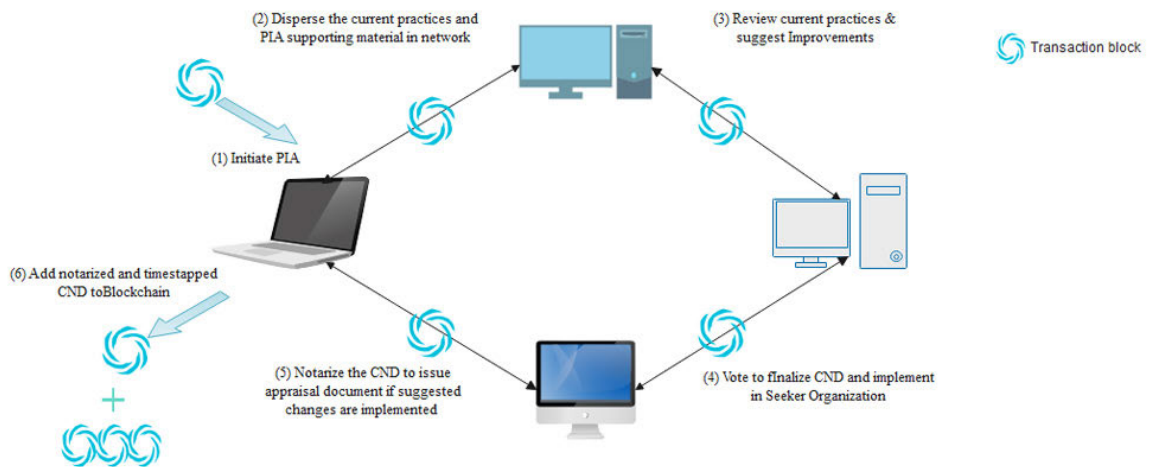 (2) Disperse the current practices and
PIA supporting material in network
(3) Review current practices &
suggest Improvements
Transaction block
(1) Initiate PIA
(6) Add notarized and timestapped
CND toBlockchain
(5) Notarize the CND to issue
appraisal document if suggested
changes are implemented
(4) Vote to fInalize CND and implement
in Seeker Organization